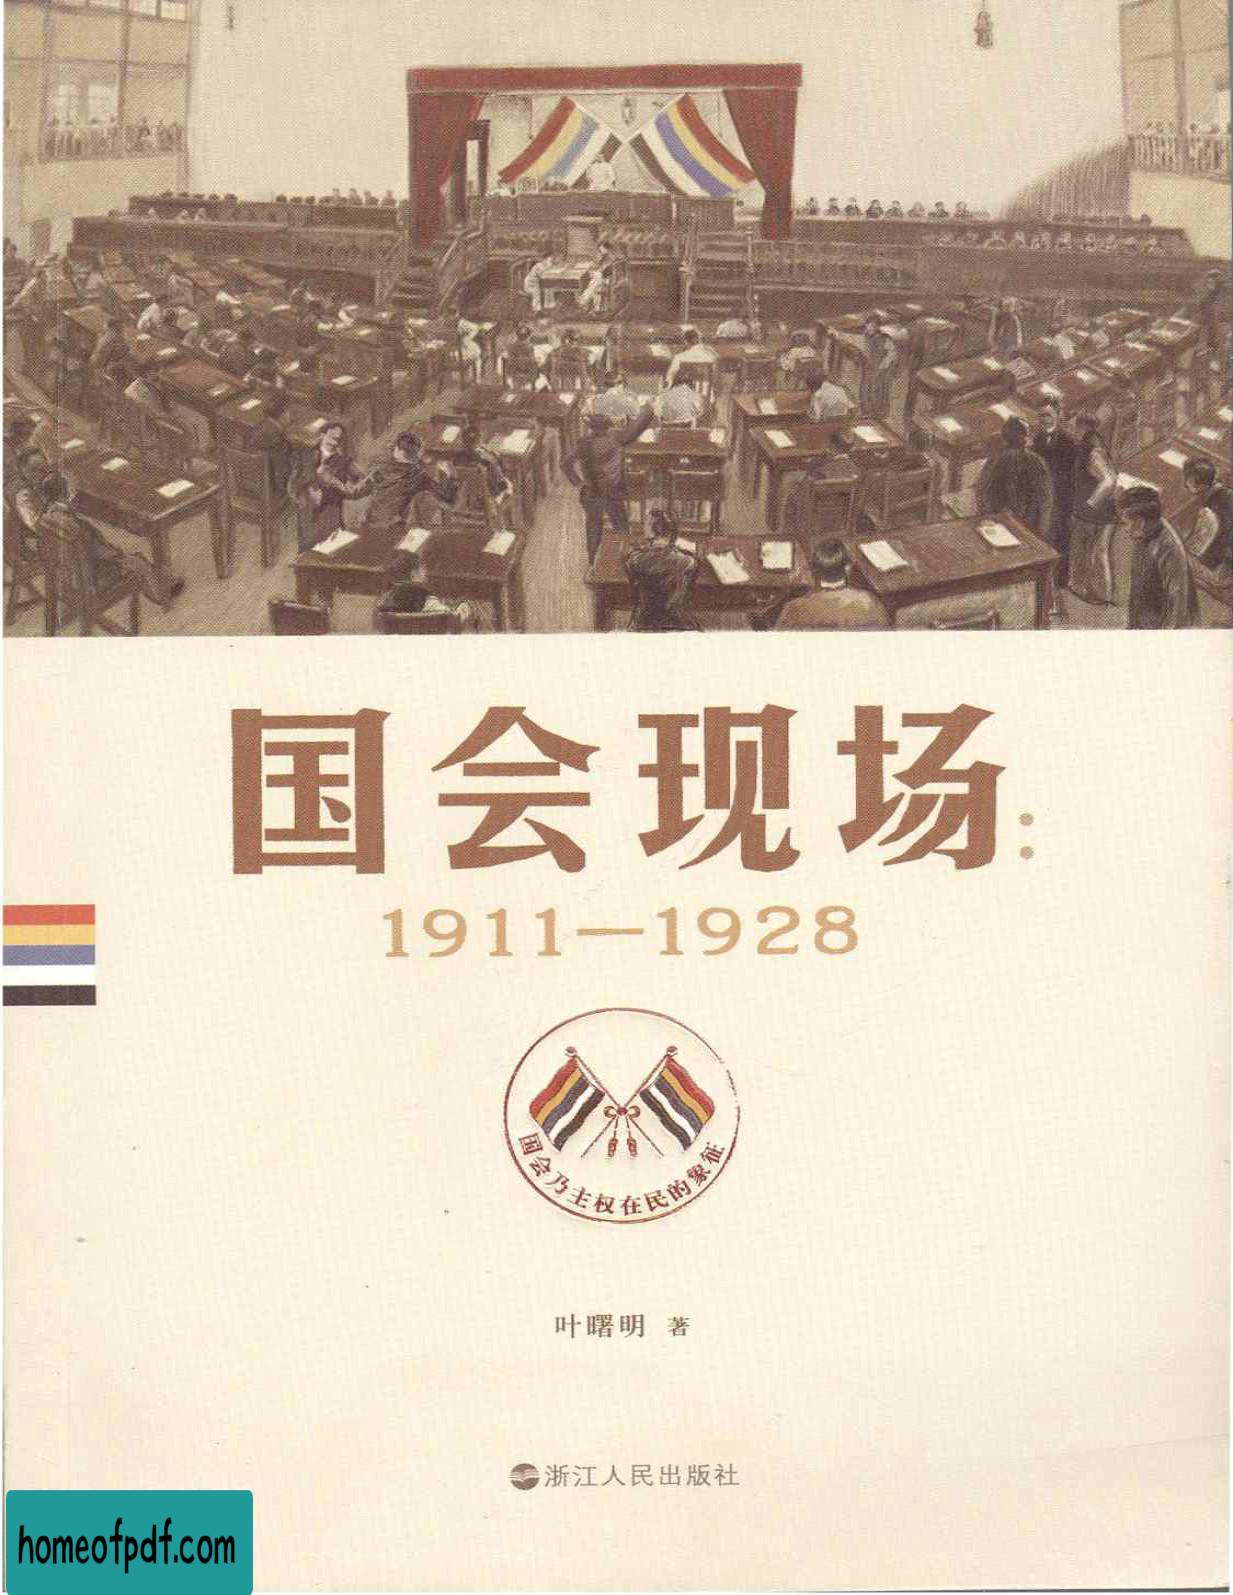 国会现场:
1911—1928
国会乃主权在民的象征
叶曙明 著
浙江人民出版社
homeofpdf.com